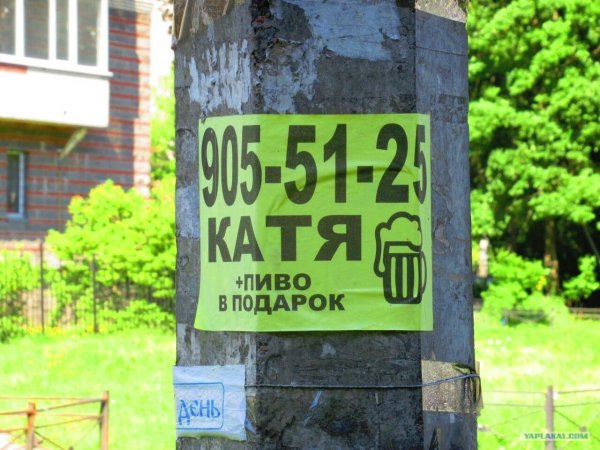 905-51-25
КАТЯ
+ПИВО
В ПОДАРОК
ДЕНЬ
YAPLAKAL.COM